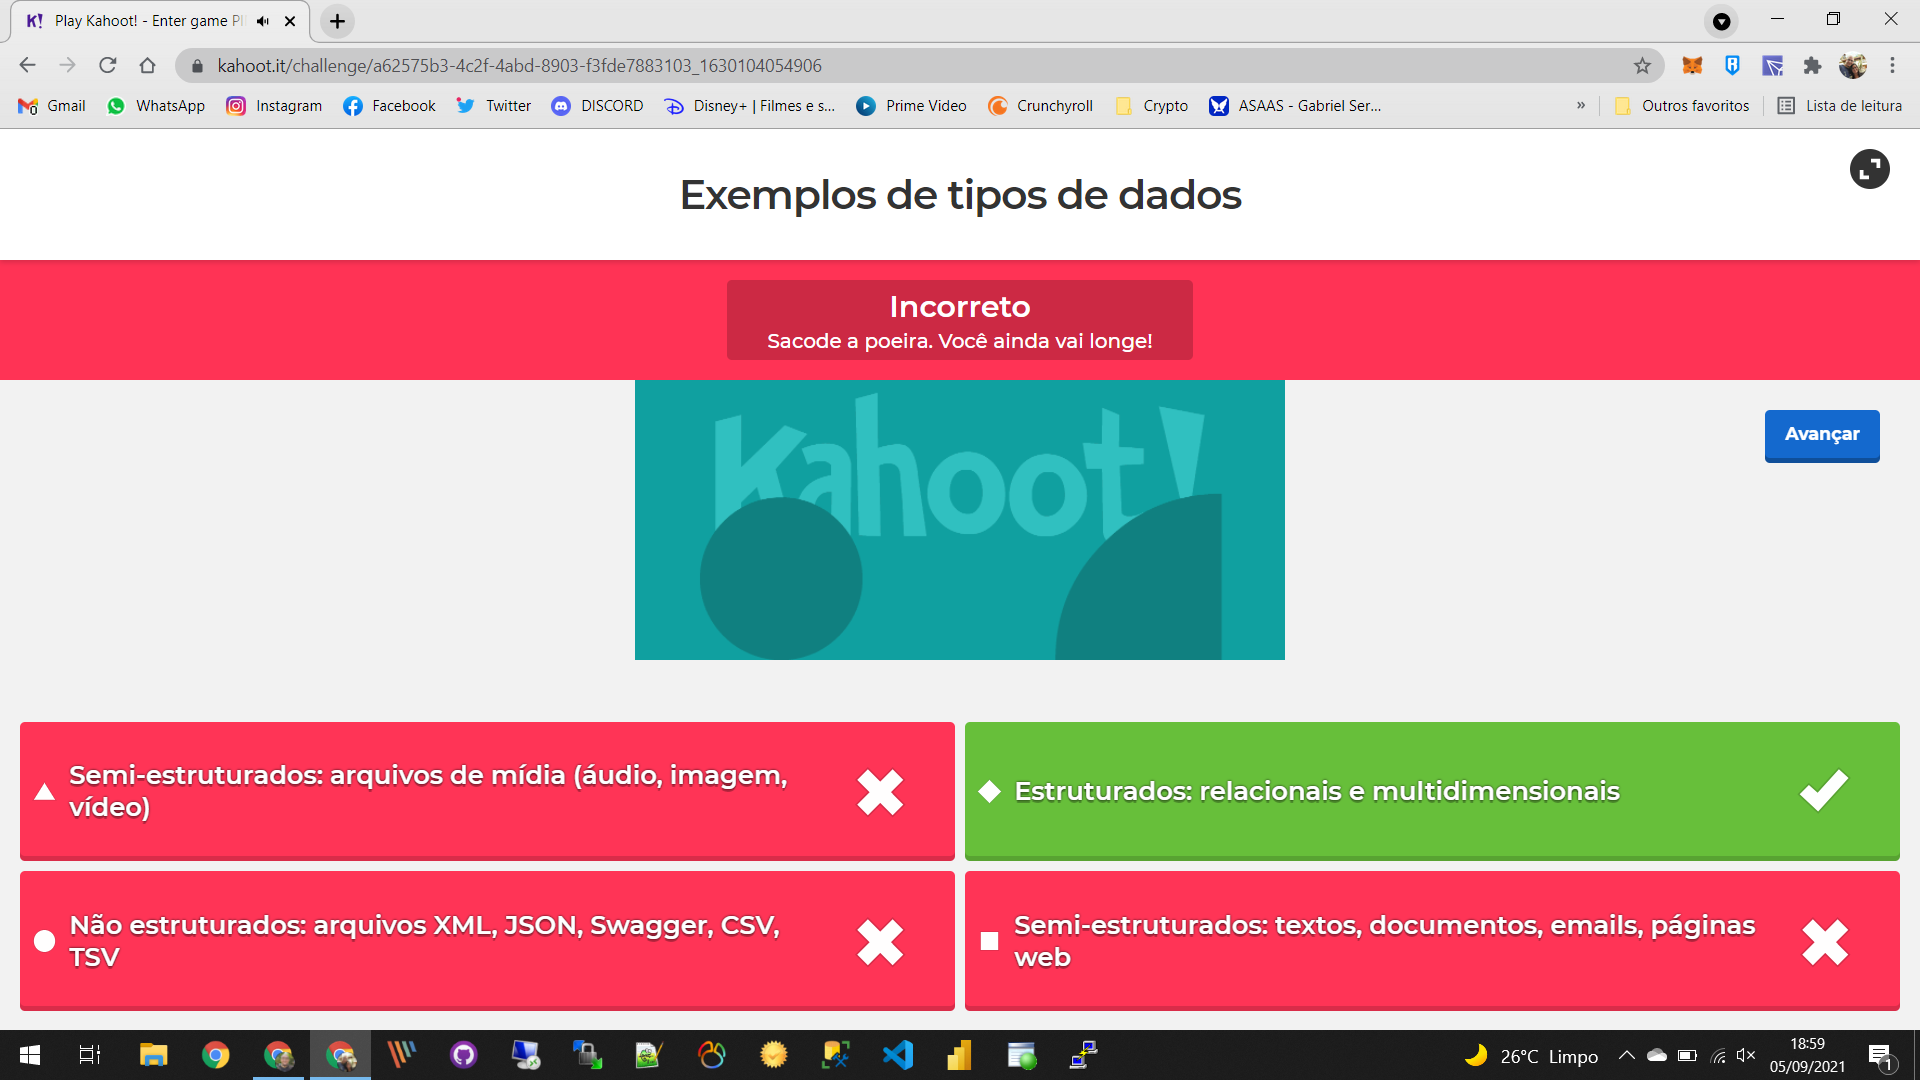 Play Kahoot! - Enter game PI
kahoot.it/challenge/a62575b3-4c2f-4abd-8903-f3fde7883103_1630104054906
Gmail WhatsApp Instagram Facebook Twitter DISCORD Disney+ | Filmes e s... Prime Video Crunchyroll Crypto ASAAS - Gabriel Ser... » Outros favoritos Lista de leitura
Exemplos de tipos de dados
Incorreto
Sacode a poeira. Você ainda vai longe!
Kahoot!
Avançar
Semi-estruturados: arquivos de mídia (áudio, imagem,
vídeo)
Estruturados: relacionais e multidimensionais
Não estruturados: arquivos XML, JSON, Swagger, CSV,
TSV
Semi-estruturados: textos, documentos, emails, páginas
web
26°C Limpo
18:59
05/09/2021
1